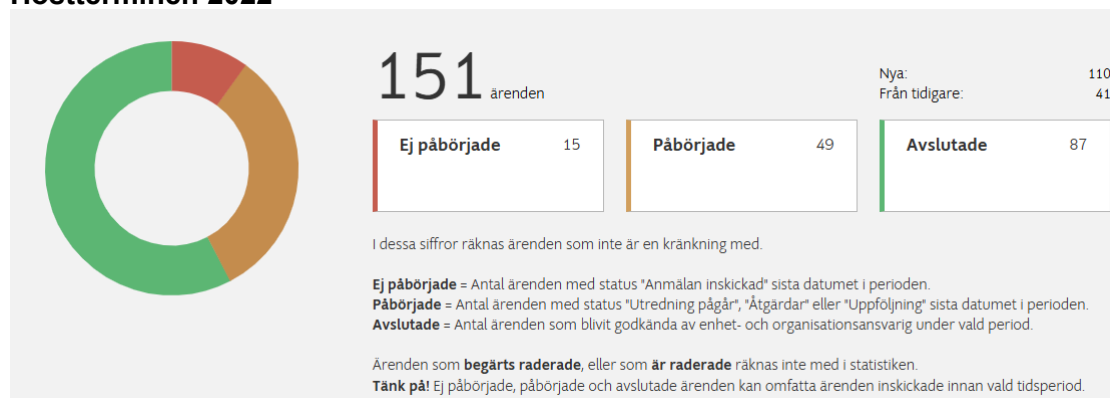 Höstterminen 2022
151 ärenden
Nya: 110
Från tidigare: 41
Ej påbörjade 15
Påbörjade 49
Avslutade 87
I dessa siffror räknas ärenden som inte är en kränkning med.
Ej påbörjade = Antal ärenden med status "Anmälan inskickad" sista datumet i perioden.
Påbörjade = Antal ärenden med status "Utredning pågår", "Åtgärdar" eller "Uppföljning" sista datumet i perioden.
Avslutade = Antal ärenden som blivit godkända av enhet- och organisationsansvarig under vald period.
Ärenden som begärts raderade, eller som är raderade räknas inte med i statistiken.
Tänk på! Ej påbörjade, påbörjade och avslutade ärenden kan omfatta ärenden inskickade innan vald tidsperiod.